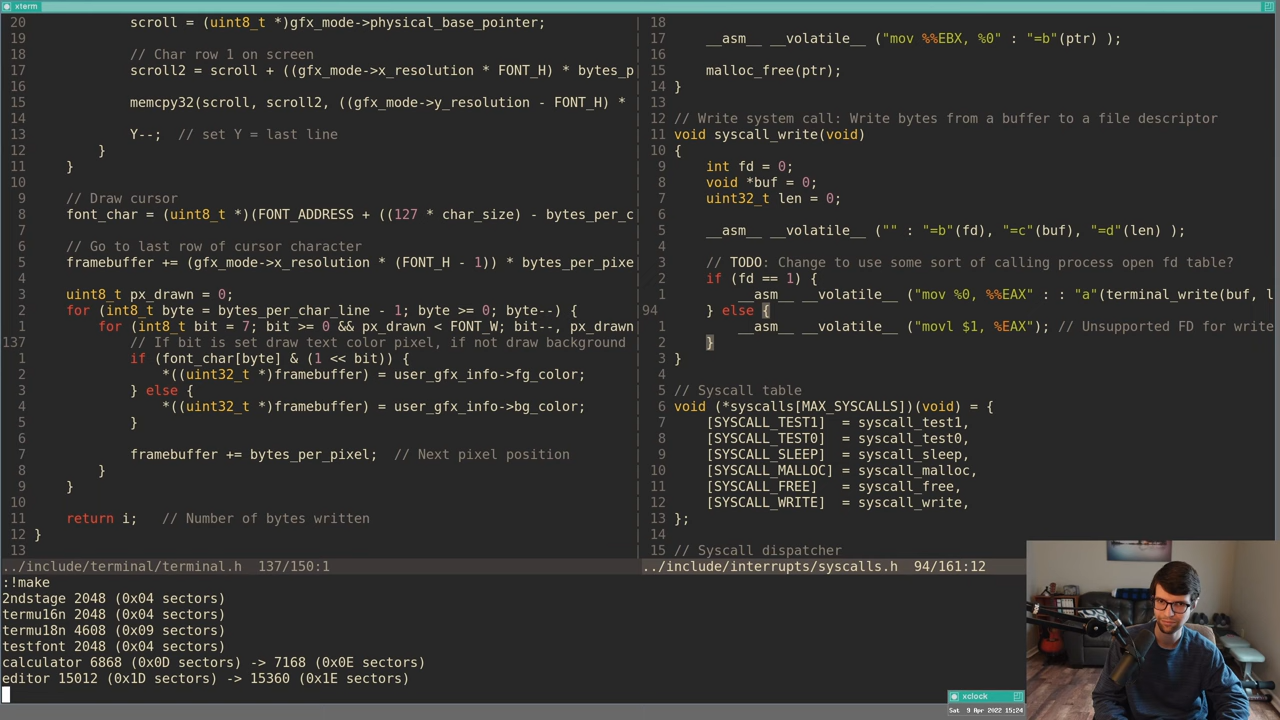 xterm
20 scroll = (uint8_t *)gfx_mode->physical_base_pointer;
19
18 // Char row 1 on screen
17 scroll2 = scroll + ((gfx_mode->x_resolution * FONT_H) * bytes_p
16
15 memcpy32(scroll, scroll2, ((gfx_mode->y_resolution - FONT_H) *
14
13 Y--; // set Y = last line
12 }
11 }
10
9 // Draw cursor
8 font_char = (uint8_t *)(FONT_ADDRESS + ((127 * char_size) - bytes_per_c
7
6 // Go to last row of cursor character
5 framebuffer += (gfx_mode->x_resolution * (FONT_H - 1)) * bytes_per_pixe
4
3 uint8_t px_drawn = 0;
2 for (int8_t byte = bytes_per_char_line - 1; byte >= 0; byte--) {
1 for (int8_t bit = 7; bit >= 0 && px_drawn < FONT_W; bit--, px_drawn
137 // If bit is set draw text color pixel, if not draw background
1 if (font_char[byte] & (1 << bit)) {
2 *((uint32_t *)framebuffer) = user_gfx_info->fg_color;
3 } else {
4 *((uint32_t *)framebuffer) = user_gfx_info->bg_color;
5 }
6
7 framebuffer += bytes_per_pixel; // Next pixel position
8 }
9 }
10
11 return i; // Number of bytes written
12 }
13
../include/terminal/terminal.h 137/150:1
18
17 __asm__ __volatile__ ("mov %%EBX, %0" : "=b"(ptr) );
16
15 malloc_free(ptr);
14 }
13
12 // Write system call: Write bytes from a buffer to a file descriptor
11 void syscall_write(void)
10 {
9 int fd = 0;
8 void *buf = 0;
7 uint32_t len = 0;
6
5 __asm__ __volatile__ ("" : "=b"(fd), "=c"(buf), "=d"(len) );
4
3 // TODO: Change to use some sort of calling process open fd table?
2 if (fd == 1) {
1 __asm__ __volatile__ ("mov %0, %%EAX" : : "a"(terminal_write(buf, l
94 } else {
1 __asm__ __volatile__ ("movl $1, %EAX"); // Unsupported FD for write
2 }
3 }
4
5 // Syscall table
6 void (*syscalls[MAX_SYSCALLS])(void) = {
7 [SYSCALL_TEST1] = syscall_test1,
8 [SYSCALL_TEST0] = syscall_test0,
9 [SYSCALL_SLEEP] = syscall_sleep,
10 [SYSCALL_MALLOC] = syscall_malloc,
11 [SYSCALL_FREE] = syscall_free,
12 [SYSCALL_WRITE] = syscall_write,
13 };
14
15 // Syscall dispatcher
../include/interrupts/syscalls.h 94/161:12
:!make
2ndstage 2048 (0x04 sectors)
termu16n 2048 (0x04 sectors)
termu18n 4608 (0x09 sectors)
testfont 2048 (0x04 sectors)
calculator 6868 (0x0D sectors) -> 7168 (0x0E sectors)
editor 15012 (0x1D sectors) -> 15360 (0x1E sectors)
xclock
Sat 9 Apr 2022 15:24